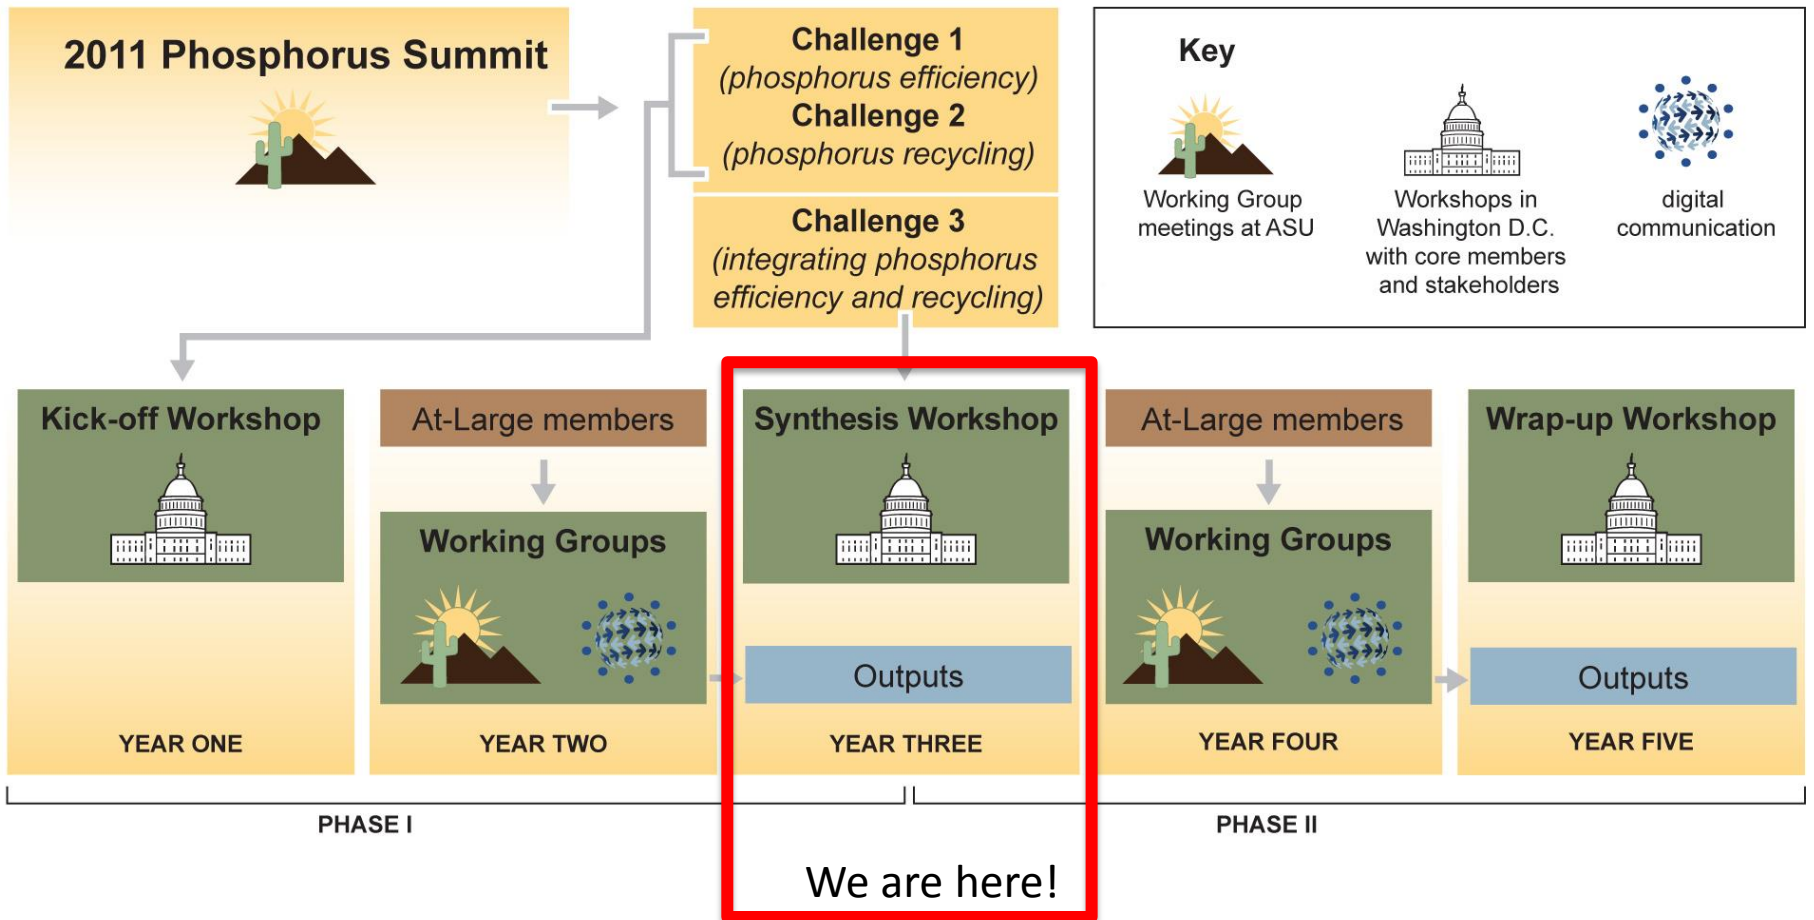 2011 Phosphorus Summit
Challenge 1
(phosphorus efficiency)
Challenge 2
(phosphorus recycling)
Challenge 3
(integrating phosphorus
efficiency and recycling)
Key
Working Group
meetings at ASU
Workshops in
Washington D.C.
with core members
and stakeholders
digital
communication
Kick-off Workshop
YEAR ONE
At-Large members
Working Groups
YEAR TWO
Synthesis Workshop
Outputs
YEAR THREE
At-Large members
Working Groups
YEAR FOUR
Wrap-up Workshop
Outputs
YEAR FIVE
PHASE I
PHASE II
We are here!